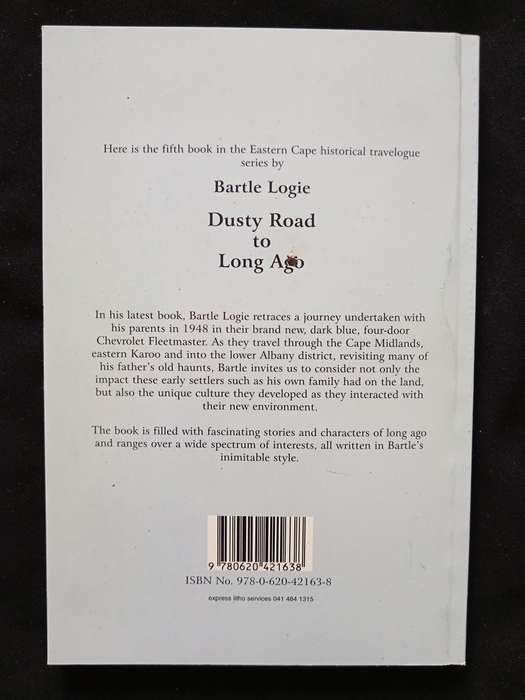 Here is the fifth book in the Eastern Cape historical travelogue
series by
Bartle Logie
Dusty Road
to
Long Ago
In his latest book, Bartle Logie retraces a journey undertaken with
his parents in 1948 in their brand new, dark blue, four-door
Chevrolet Fleetmaster. As they travel through the Cape Midlands,
eastern Karoo and into the lower Albany district, revisiting many of
his father's old haunts, Bartle invites us to consider not only the
impact these early settlers such as his own family had on the land,
but also the unique culture they developed as they interacted with
their new environment.
The book is filled with fascinating stories and characters of long ago
and ranges over a wide spectrum of interests, all written in Bartle's
inimitable style.
9 780620 421638
ISBN No. 978-0-620-42163-8
express litho services 041 484 1315